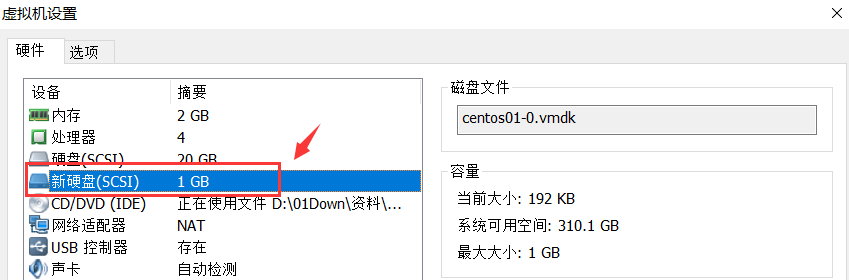 虚拟机设置
硬件 选项
设备 摘要
内存 2 GB
处理器 4
硬盘(SCSI) 20 GB
新硬盘(SCSI) 1 GB
CD/DVD (IDE) 正在使用文件 D:\01Down\资料\...
网络适配器 NAT
USB 控制器 存在
声卡 自动检测
磁盘文件
centos01-0.vmdk
容量
当前大小: 192 KB
系统可用空间: 310.1 GB
最大大小: 1 GB